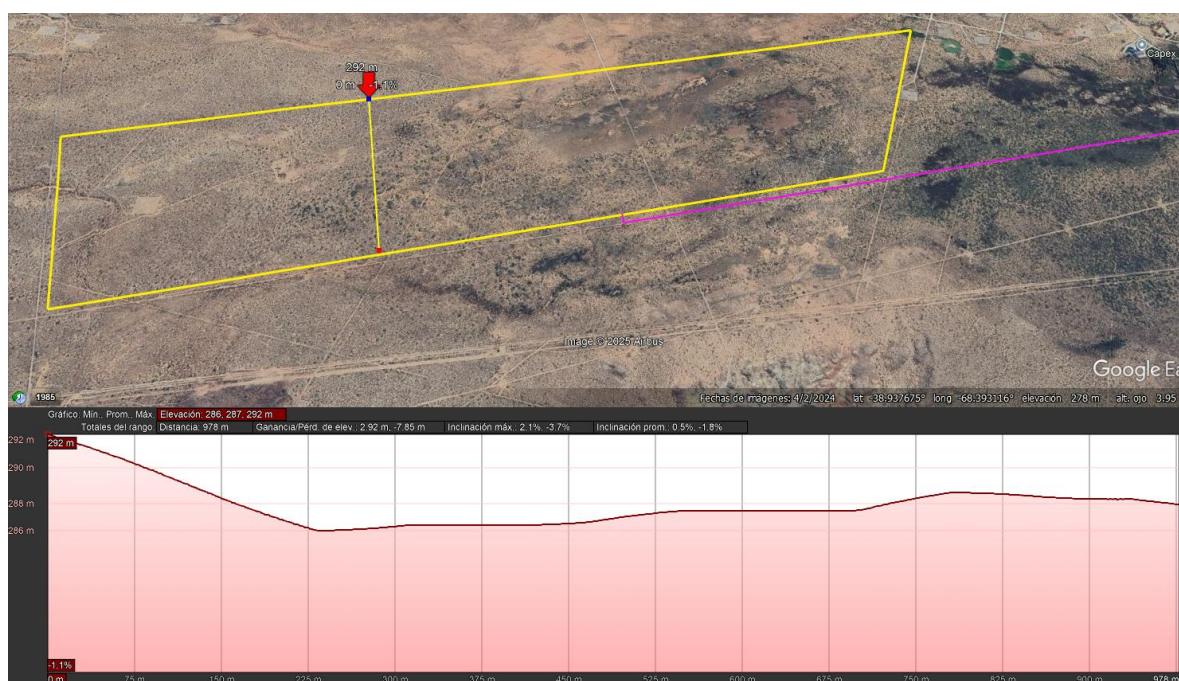 292 m
0 m -1.1%
Capex
Image © 2025 Airbus
Google Ea
1985
Fechas de imágenes: 4/2/2024 lat -38.937675° long -68.393116° elevación 278 m alt. ojo 3.95
Gráfico: Mín., Prom., Máx. Elevación: 286, 287, 292 m
Totales del rango: Distancia: 978 m Ganancia/Pérd. de elev.: 2.92 m, -7.85 m Inclinación máx.: 2.1%, -3.7% Inclinación prom.: 0.5%, -1.8%
292 m
292 m
290 m
288 m
286 m
-1.1%
0 m 75 m 150 m 225 m 300 m 375 m 450 m 525 m 600 m 675 m 750 m 825 m 900 m 978 m